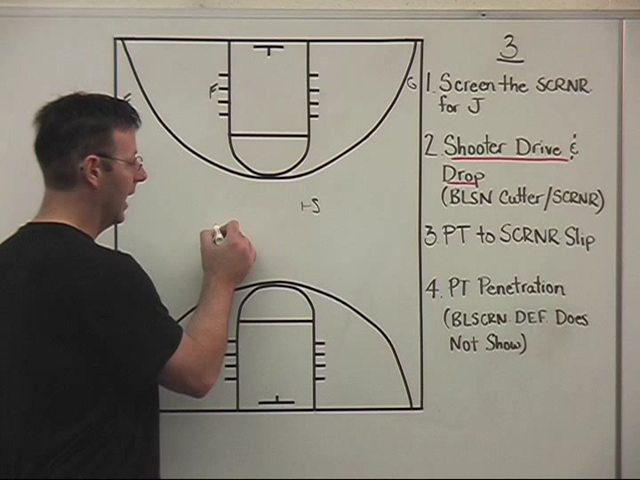 3
1. Screen the SCRNR
for J
2. Shooter Drive &
Drop
(BLSN Cutter/SCRNR)
3. PT to SCRNR Slip
4. PT Penetration
(BLSCRN DEF. Does
Not Show)
F
G
S